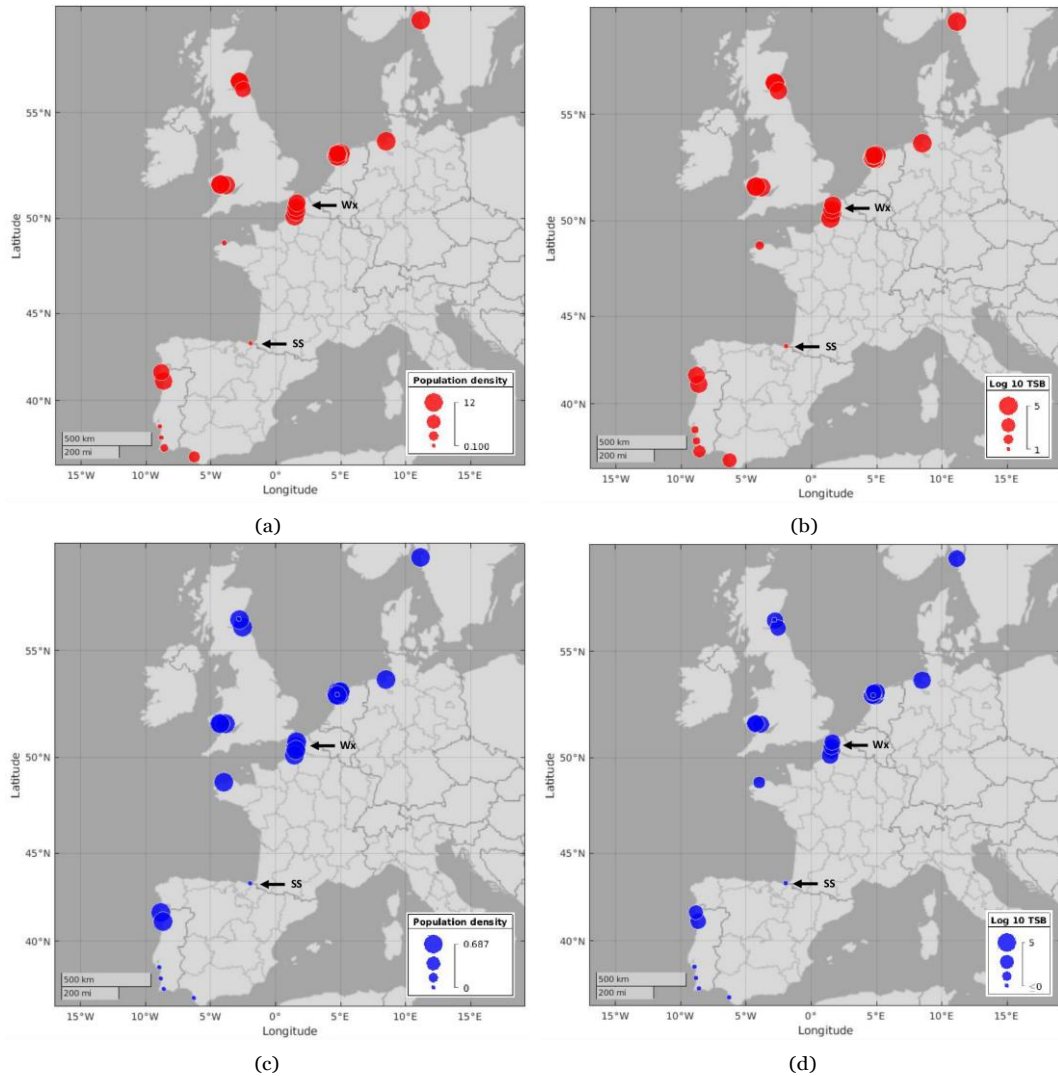 55°N
50°N
45°N
40°N
Latitude
Wx
SS
Population density
12
0.100
500 km
200 mi
15°W 10°W 5°W 0° 5°E 10°E 15°E
Longitude
(a)
55°N
50°N
45°N
40°N
Latitude
Wx
SS
Log 10 TSB
5
1
500 km
200 mi
15°W 10°W 5°W 0° 5°E 10°E 15°E
Longitude
(b)
55°N
50°N
45°N
40°N
Latitude
Wx
SS
Population density
0.687
0
500 km
200 mi
15°W 10°W 5°W 0° 5°E 10°E 15°E
Longitude
(c)
55°N
50°N
45°N
40°N
Latitude
Wx
SS
Log 10 TSB
5
≤0
500 km
200 mi
15°W 10°W 5°W 0° 5°E 10°E 15°E
Longitude
(d)